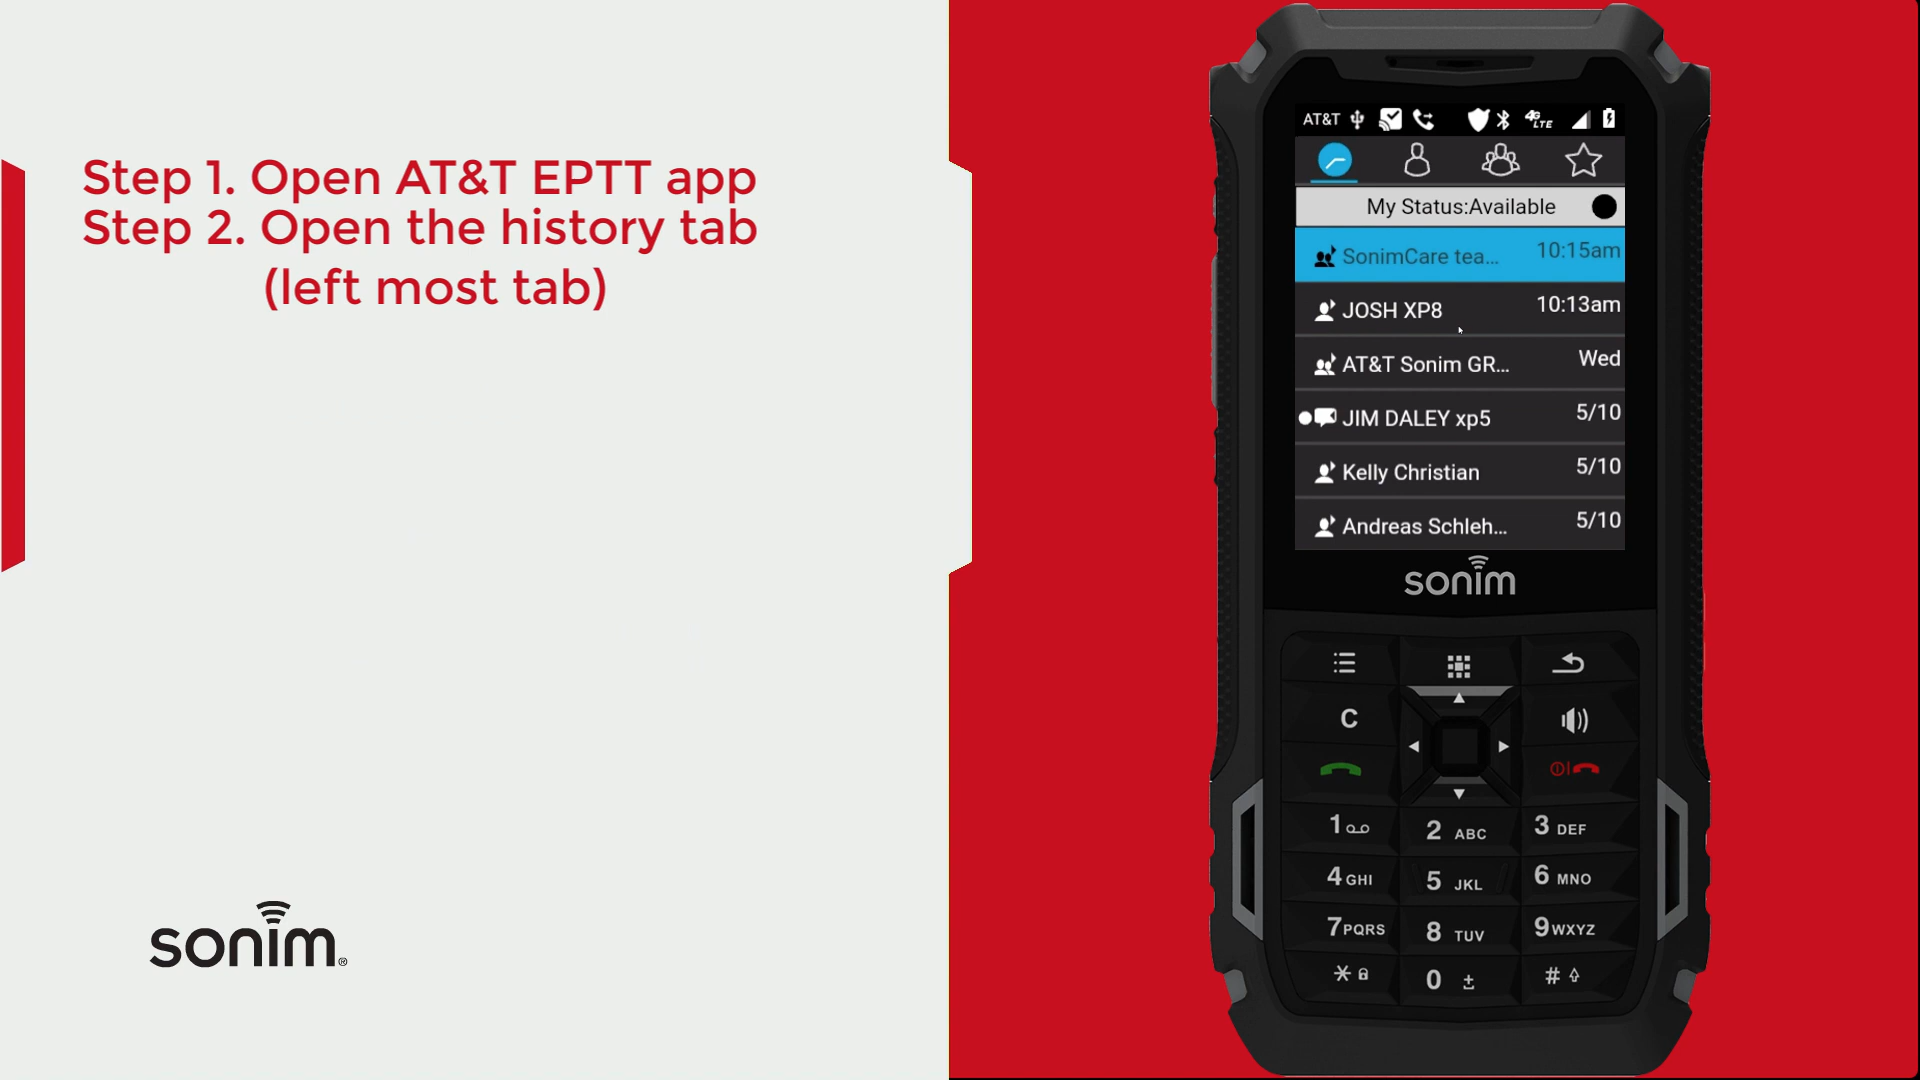 Step 1. Open AT&T EPTT app
Step 2. Open the history tab
(left most tab)
sonim®
AT&T 4G LTE
My Status:Available
SonimCare tea... 10:15am
JOSH XP8 10:13am
AT&T Sonim GR... Wed
JIM DALEY xp5 5/10
Kelly Christian 5/10
Andreas Schleh... 5/10
sonim
C
1 2 ABC 3 DEF
4 GHI 5 JKL 6 MNO
7 PQRS 8 TUV 9 WXYZ
* 0 ± #